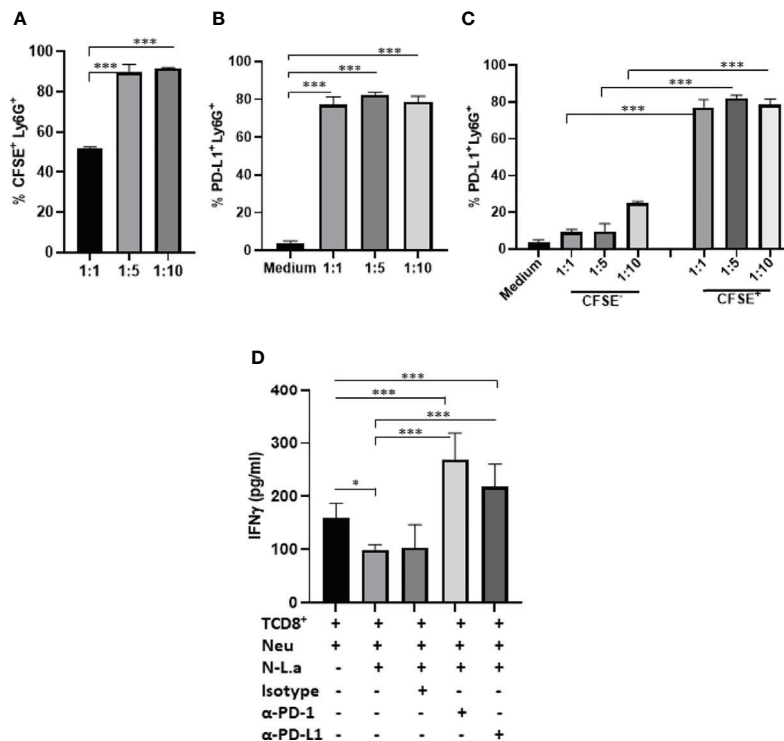 A
% CFSE⁺ Ly6G⁺
100
80
60
40
20
0
***
***
1:1 1:5 1:10
B
% PD-L1⁺Ly6G⁺
100
80
60
40
20
0
***
***
***
Medium 1:1 1:5 1:10
C
% PD-L1⁺Ly6G⁺
100
80
60
40
20
0
***
***
***
Medium 1:1 1:5 1:10 1:1 1:5 1:10
CFSE⁻ CFSE⁺
D
IFNγ (pg/ml)
400
300
200
100
0
***
***
***
***
*
TCD8⁺ + + + + +
Neu + + + + +
N-L.a - + + + +
Isotype - - + - -
α-PD-1 - - - + -
α-PD-L1 - - - - +